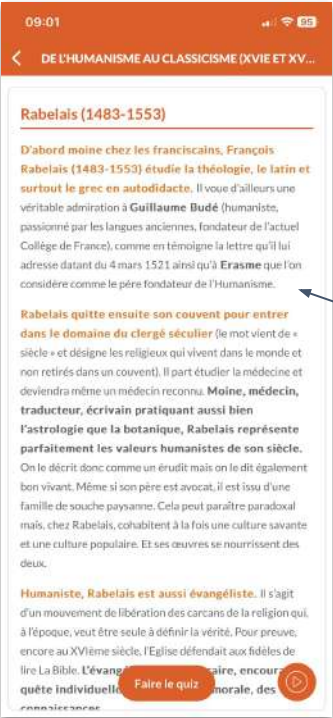 09:01
95
DE L'HUMANISME AU CLASSICISME (XVIE ET XV...
Rabelais (1483-1553)
D'abord moine chez les franciscains, François
Rabelais (1483-1553) étudie la théologie, le latin et
surtout le grec en autodidacte. Il voue d'ailleurs une
véritable admiration à Guillaume Budé (humaniste,
passionné par les langues anciennes, fondateur de l'actuel
Collège de France), comme en témoigne la lettre qu'il lui
adresse datant du 4 mars 1521 ainsi qu'à Erasme que l'on
considère comme le père fondateur de l'Humanisme.
Rabelais quitte ensuite son couvent pour entrer
dans le domaine du clergé séculier (le mot vient de «
siècle » et désigne les religieux qui vivent dans le monde et
non retirés dans un couvent). Il part étudier la médecine et
deviendra même un médecin reconnu. Moine, médecin,
traducteur, écrivain pratiquant aussi bien
l'astrologie que la botanique, Rabelais représente
parfaitement les valeurs humanistes de son siècle.
On le décrit donc comme un érudit mais on le dit également
bon vivant. Même si son père est avocat, il est issu d'une
famille de souche paysanne. Cela peut paraître paradoxal
mais, chez Rabelais, cohabitent à la fois une culture savante
et une culture populaire. Et ses œuvres se nourrissent des
deux.
Humaniste, Rabelais est aussi évangéliste. Il s'agit
d'un mouvement de libération des carcans de la religion qui,
à l'époque, veut être seule à définir la vérité. Pour preuve,
encore au XVIème siècle, l'Eglise défendait aux fidèles de
lire La Bible. L'évang aire, encoura
quête individuell morale, des
connaissances
Faire le quiz